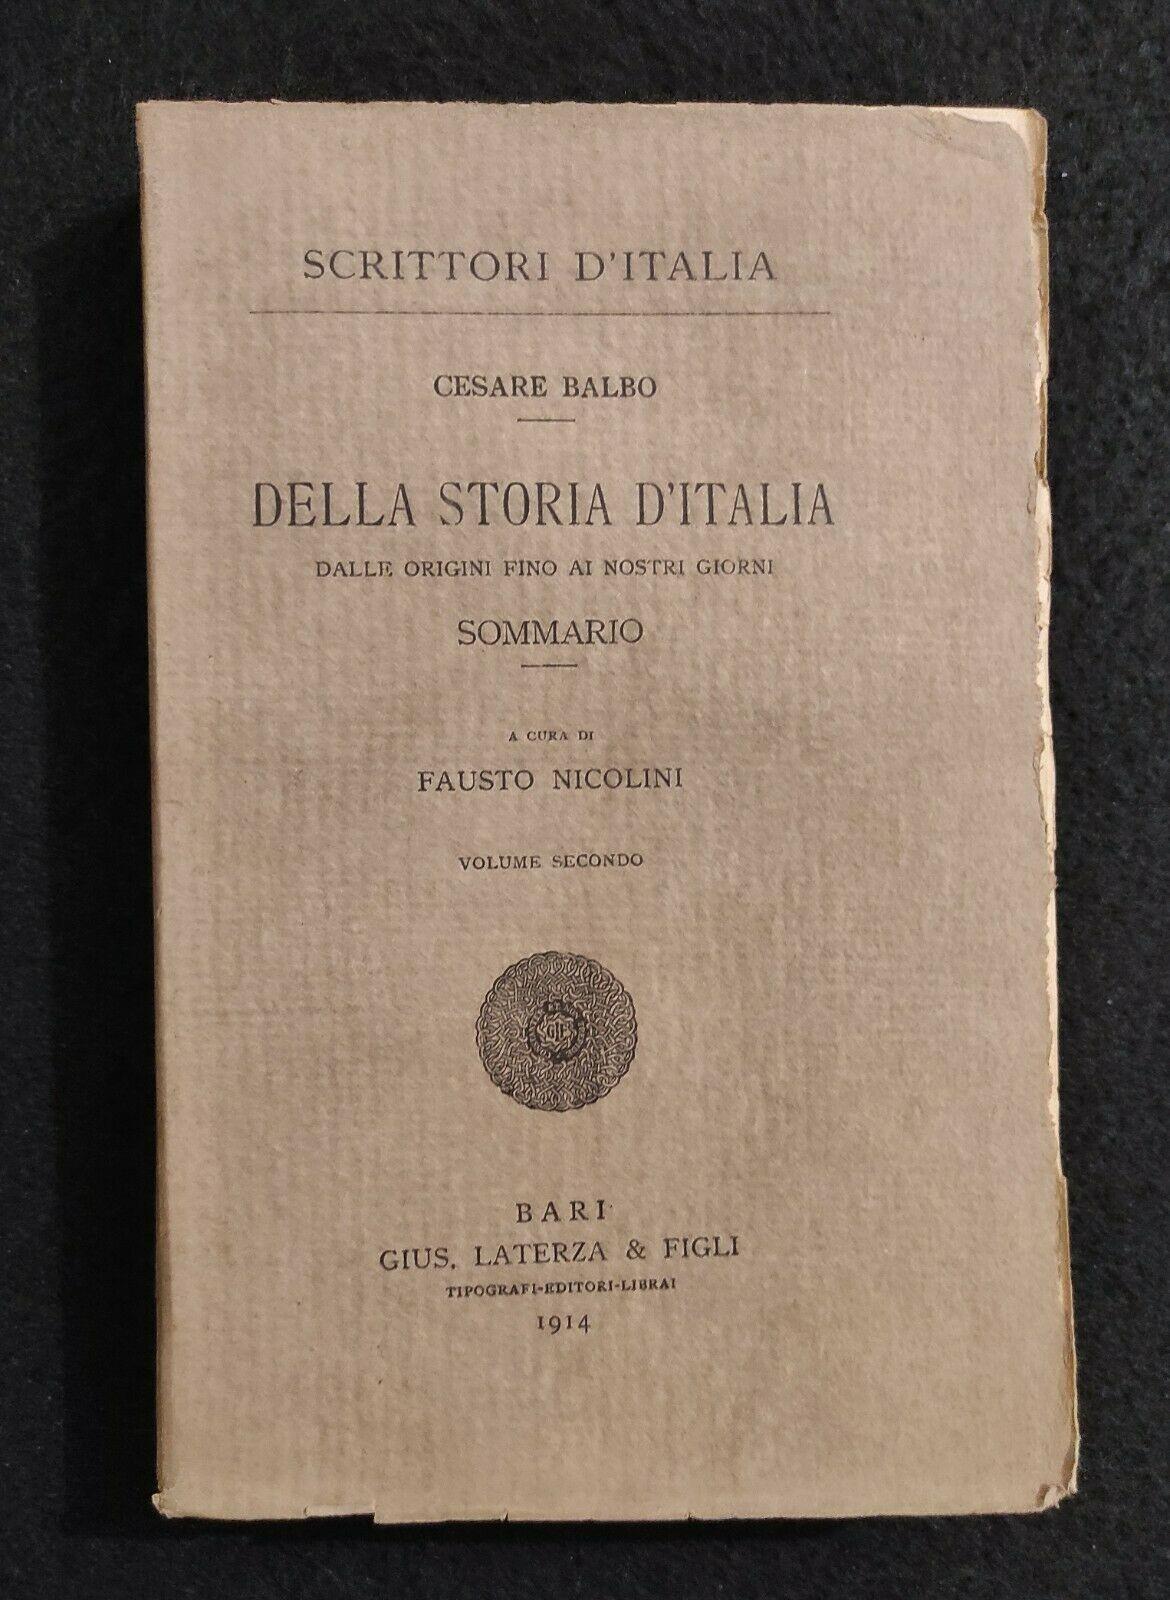 SCRITTORI D'ITALIA
CESARE BALBO
DELLA STORIA D'ITALIA
DALLE ORIGINI FINO AI NOSTRI GIORNI
SOMMARIO
A CURA DI
FAUSTO NICOLINI
VOLUME SECONDO
BARI
GIUS. LATERZA & FIGLI
TIPOGRAFI-EDITORI-LIBRAI
1914